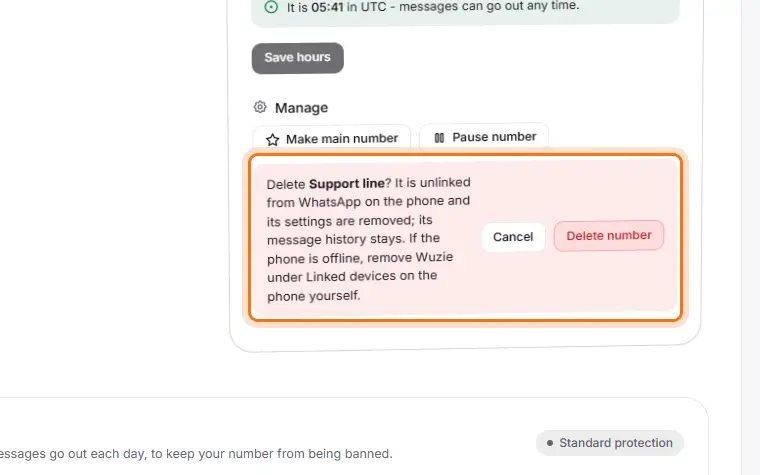 It is 05:41 in UTC - messages can go out any time.
Save hours
Manage
Make main number
Pause number
Delete Support line? It is unlinked
from WhatsApp on the phone and
its settings are removed; its
message history stays. If the
phone is offline, remove Wuzie
under Linked devices on the
phone yourself.
Cancel
Delete number
Standard protection
essages go out each day, to keep your number from being banned.